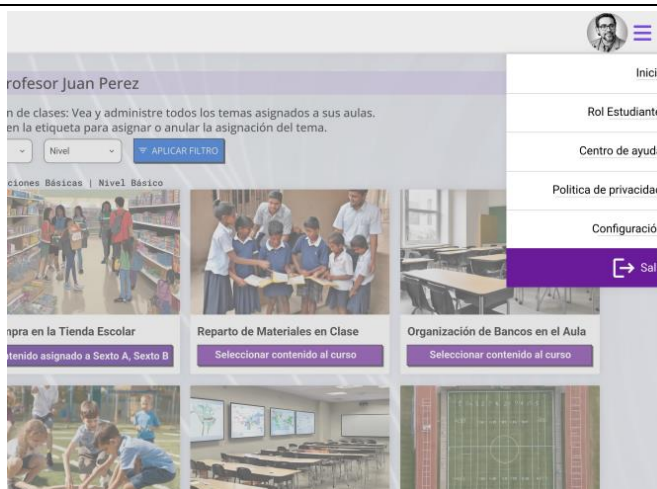 Inici
rofesor Juan Perez
Rol Estudiante
n de clases: Vea y administre todos los temas asignados a sus aulas.
en la etiqueta para asignar o anular la asignación del tema.
Centro de ayuda
Nivel
APLICAR FILTRO
Politica de privacidad
ciones Básicas | Nivel Básico
Configuració
Sal
mpra en la Tienda Escolar
Reparto de Materiales en Clase
Organización de Bancos en el Aula
ntenido asignado a Sexto A, Sexto B
Seleccionar contenido al curso
Seleccionar contenido al curso